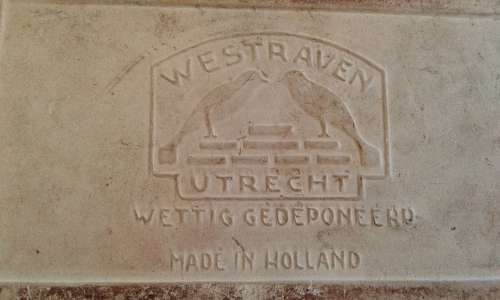 WESTRAVEN
UTRECHT
WETTIG GEDEPONEERD
MADE IN HOLLAND